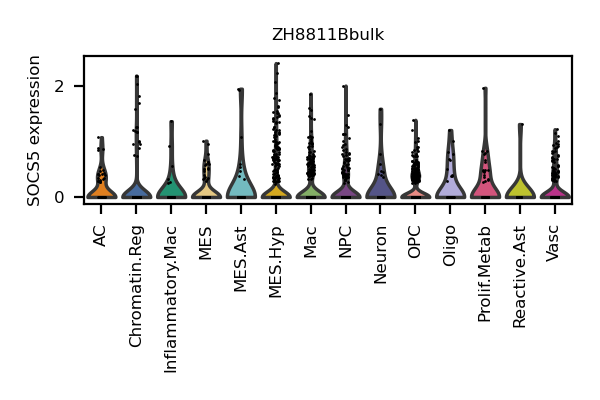 ZH8811Bbulk
SOCS5 expression
2
0
AC
Chromatin.Reg
Inflammatory.Mac
MES
MES.Ast
MES.Hyp
Mac
NPC
Neuron
OPC
Oligo
Prolif.Metab
Reactive.Ast
Vasc